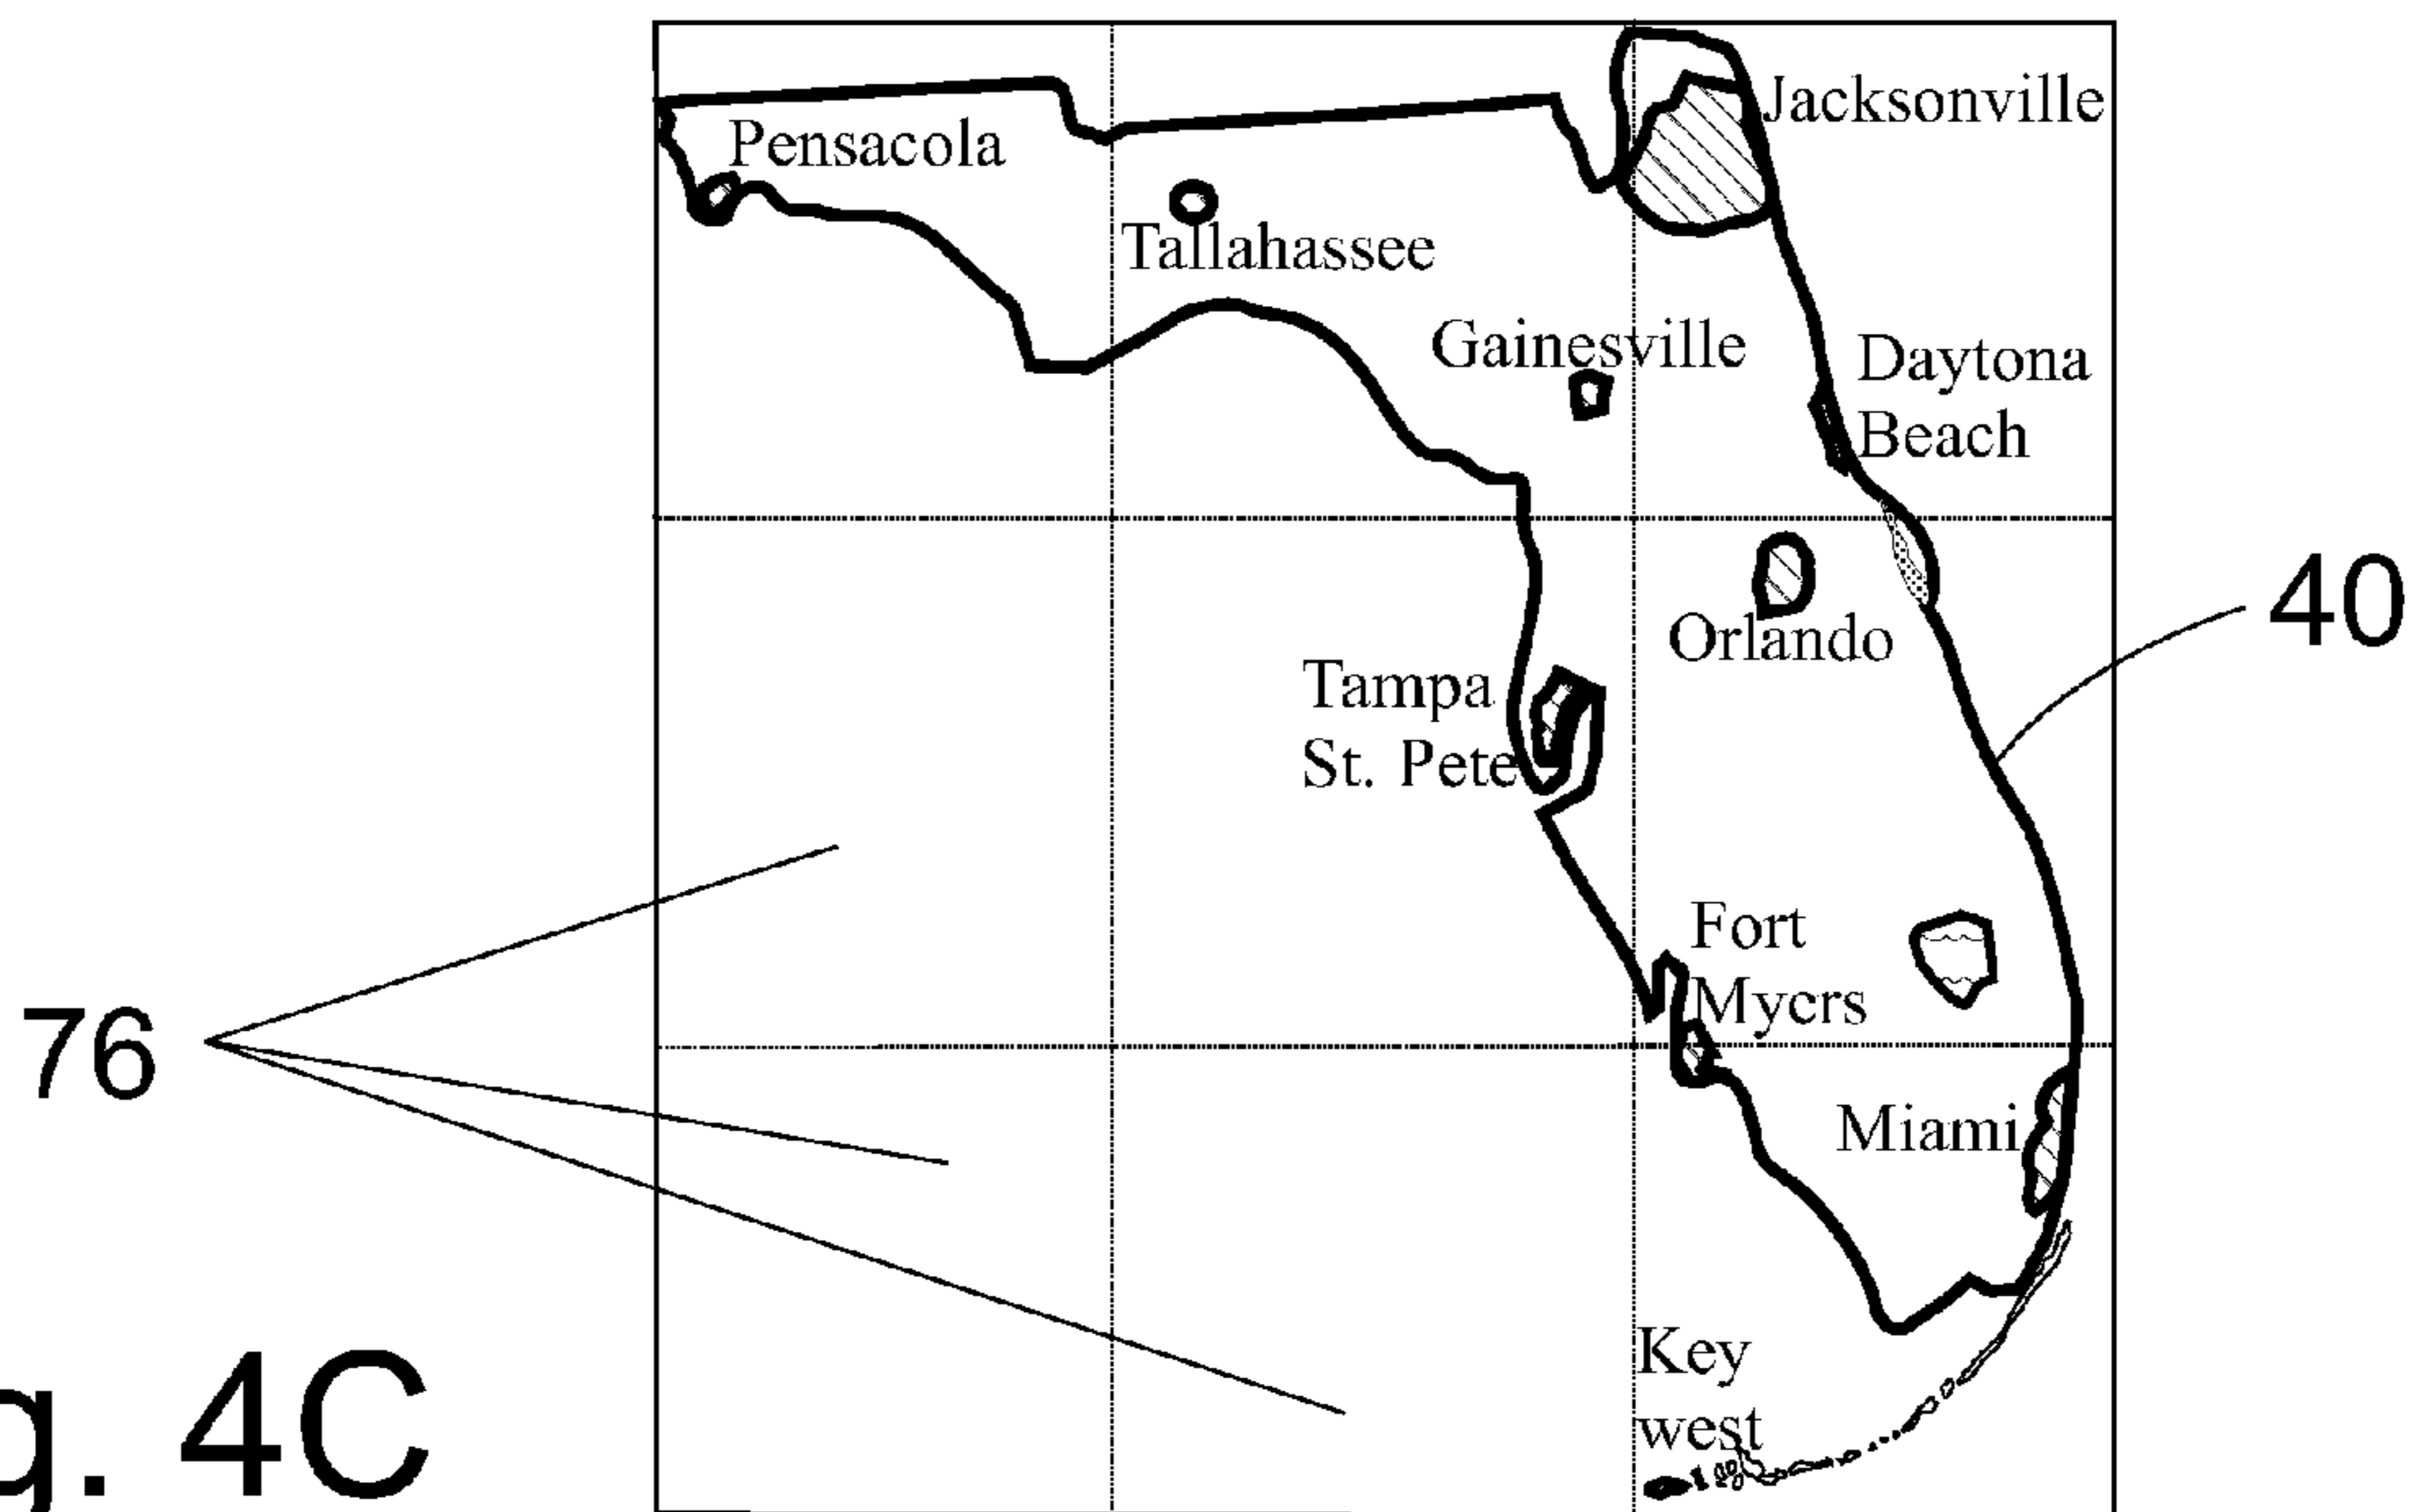 Jacksonville
Pensacola
Tallahassee
Gainesville
Daytona
Beach
Orlando
40
Tampa
St. Pete
Fort
Mycrs
76
Miami
Key
west
g. 4C